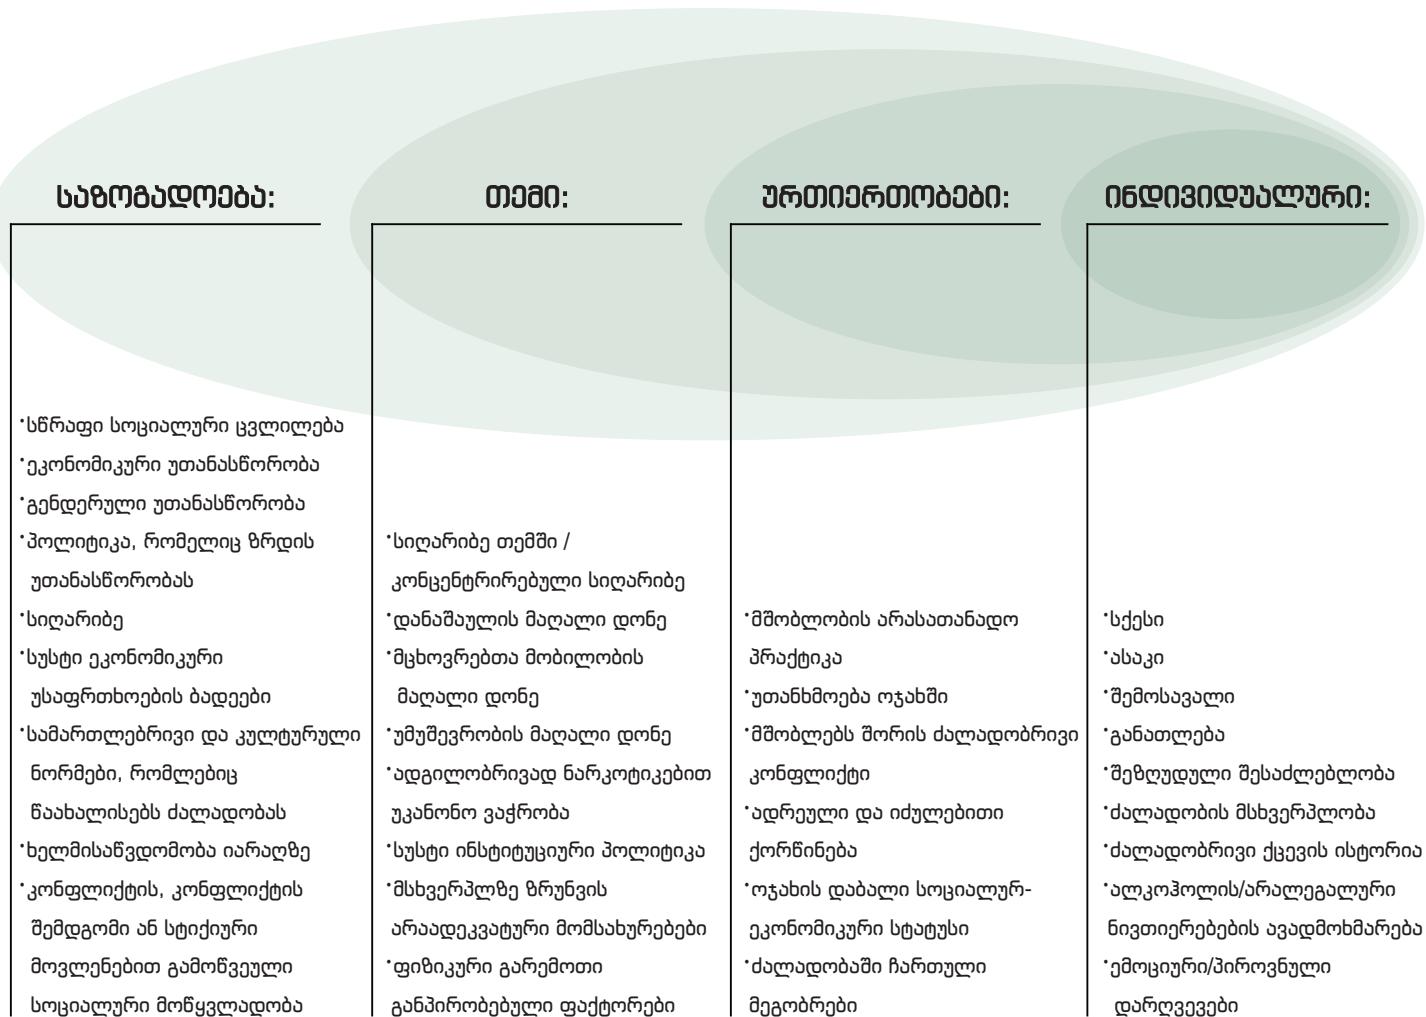 საზოგადოება:
·სწრაფი სოციალური ცვლილება
·ეკონომიკური უთანასწორობა
·გენდერული უთანასწორობა
·პოლიტიკა, რომელიც ზრდის
უთანასწორობას
·სიღარიბე
·სუსტი ეკონომიკური
უსაფრთხოების ბადეები
·სამართლებრივი და კულტურული
ნორმები, რომლებიც
წაახალისებს ძალადობას
·ხელმისაწვდომობა იარაღზე
·კონფლიქტის, კონფლიქტის
შემდგომი ან სტიქიური
მოვლენებით გამოწვეული
სოციალური მოწყვლადობა
თემი:
·სიღარიბე თემში /
კონცენტრირებული სიღარიბე
·დანაშაულის მაღალი დონე
·მცხოვრებთა მობილობის
მაღალი დონე
·უმუშევრობის მაღალი დონე
·ადგილობრივად ნარკოტიკებით
უკანონო ვაჭრობა
·სუსტი ინსტიტუციური პოლიტიკა
·მსხვერპლზე ზრუნვის
არაადეკვატური მომსახურებები
·ფიზიკური გარემოთი
განპირობებული ფაქტორები
ურთიერთობები:
·მშობლობის არასათანადო
პრაქტიკა
·უთანხმოება ოჯახში
·მშობლებს შორის ძალადობრივი
კონფლიქტი
·ადრეული და იძულებითი
ქორწინება
·ოჯახის დაბალი სოციალურ-
ეკონომიკური სტატუსი
·ძალადობაში ჩართული
მეგობრები
ინდივიდუალური:
·სქესი
·ასაკი
·შემოსავალი
·განათლება
·შეზღუდული შესაძლებლობა
·ძალადობის მსხვერპლობა
·ძალადობრივი ქცევის ისტორია
·ალკოჰოლის/არალეგალური
ნივთიერებების ავადმოხმარება
·ემოციური/პიროვნული
დარღვევები